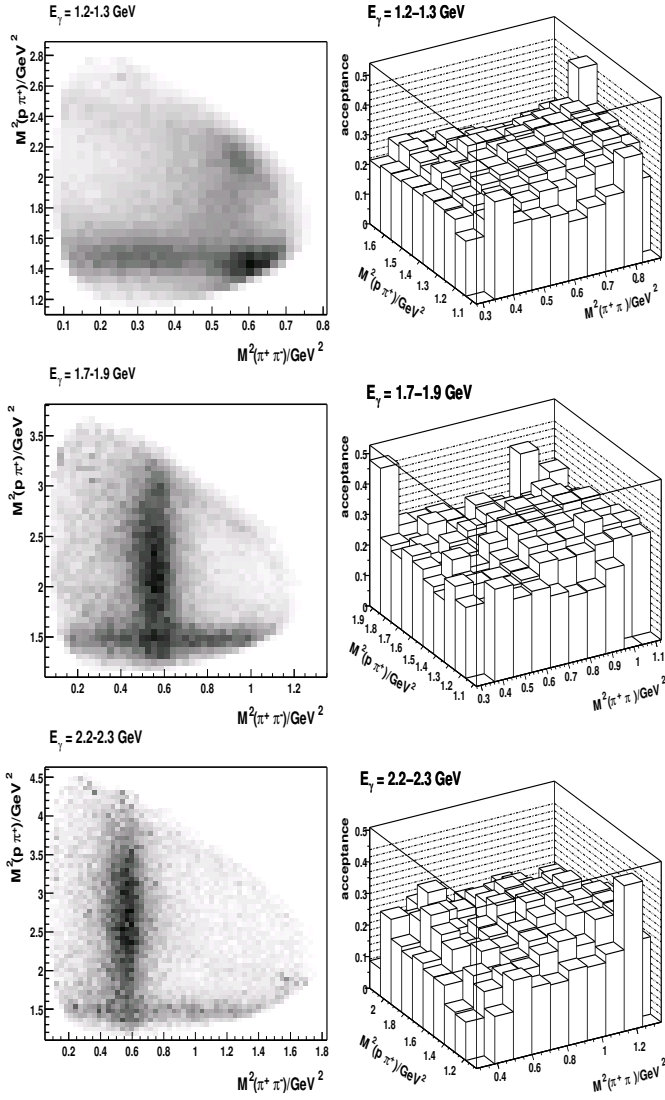 E_γ = 1.2-1.3 GeV
M²(p π⁺)/GeV²
2.8
2.6
2.4
2.2
2
1.8
1.6
1.4
1.2
0.1 0.2 0.3 0.4 0.5 0.6 0.7 0.8
M²(π⁺ π⁻)/GeV²
E_γ = 1.2–1.3 GeV
acceptance
0.5
0.4
0.3
0.2
0.1
0
1.6
1.5
1.4
1.3
1.2
1.1
M²(p π⁺)/GeV²
0.3 0.4 0.5 0.6 0.7 0.8
M²(π⁺ π)/GeV²
E_γ = 1.7-1.9 GeV
M²(p π⁺)/GeV²
3.5
3
2.5
2
1.5
0.2 0.4 0.6 0.8 1 1.2
M²(π⁺ π⁻)/GeV²
E_γ = 1.7–1.9 GeV
acceptance
0.5
0.4
0.3
0.2
0.1
0
1.9
1.8
1.7
1.6
1.5
1.4
1.3
1.2
1.1
M²(p π⁺)/GeV²
0.3 0.4 0.5 0.6 0.7 0.8 0.9 1 1.1
M²(π⁺ π)/GeV²
E_γ = 2.2-2.3 GeV
M²(p π⁺)/GeV²
4.5
4
3.5
3
2.5
2
1.5
0.2 0.4 0.6 0.8 1 1.2 1.4 1.6 1.8
M²(π⁺ π⁻)/GeV²
E_γ = 2.2–2.3 GeV
acceptance
0.5
0.4
0.3
0.2
0.1
0
2
1.8
1.6
1.4
1.2
M²(p π⁺)/GeV²
0.4 0.6 0.8 1 1.2
M²(π⁺ π)/GeV²